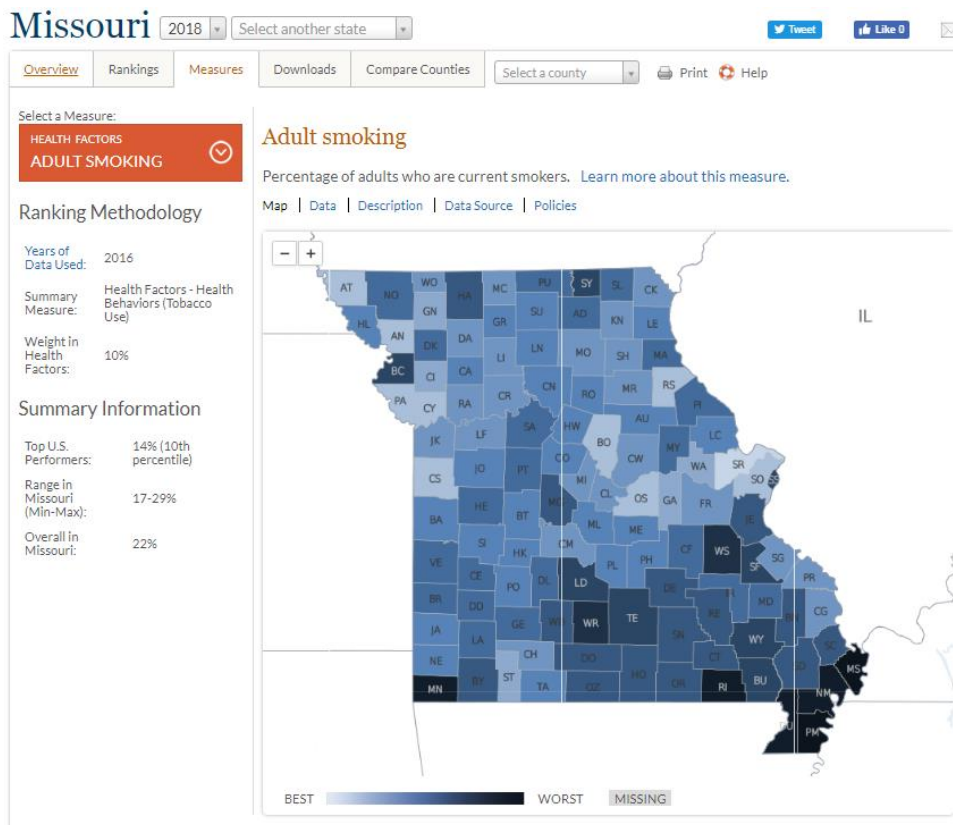 Missouri 2018 Select another state
Tweet Like 0
Overview Rankings Measures Downloads Compare Counties Select a county Print Help
Select a Measure:
HEALTH FACTORS
ADULT SMOKING
Ranking Methodology
Years of
Data Used:
2016
Summary
Measure:
Health Factors - Health
Behaviors (Tobacco
Use)
Weight in
Health
Factors:
10%
Summary Information
Top U.S.
Performers:
14% (10th
percentile)
Range in
Missouri
(Min-Max):
17-29%
Overall in
Missouri:
22%
Adult smoking
Percentage of adults who are current smokers. Learn more about this measure.
Map | Data | Description | Data Source | Policies
− +
IL
AT NO WO HA MC PU SY SL CK
HL GN GR SU AD KN LE
AN DK DA LI LN MO SH MA
BC CI CA CR CN RO MR RS PI
PA CY RA SA HW AU LC
JK LF CO BO CW MY WA SR SO
CS JO PT MI CL OS GA FR
BA HE BT MO ML ME JE
SI HK CM PL PH CF WS SF SG
VE CE PO DL LD DE PR
BR DD GE WR TE SN RE MD CG
JA LA WY
NE CH DO CT SC
MN BY ST TA OZ HO OR RI BU MS
NM
PM
BEST WORST MISSING